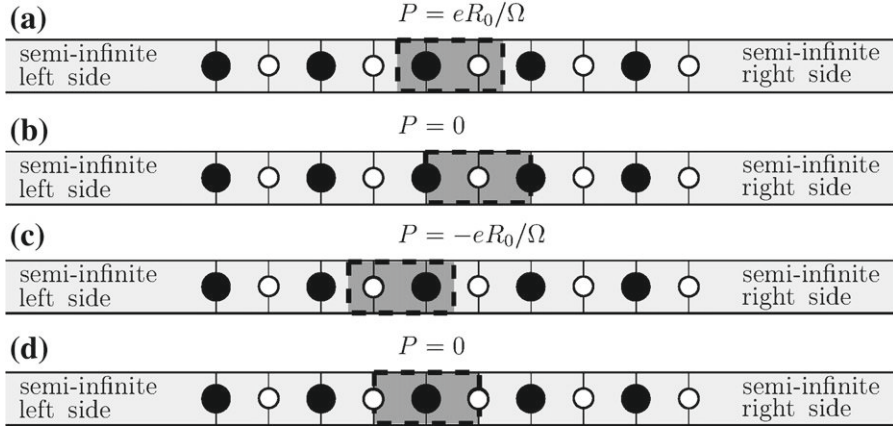 (a) P = eR₀/Ω
semi-infinite semi-infinite
left side right side
(b) P = 0
semi-infinite semi-infinite
left side right side
(c) P = −eR₀/Ω
semi-infinite semi-infinite
left side right side
(d) P = 0
semi-infinite semi-infinite
left side right side